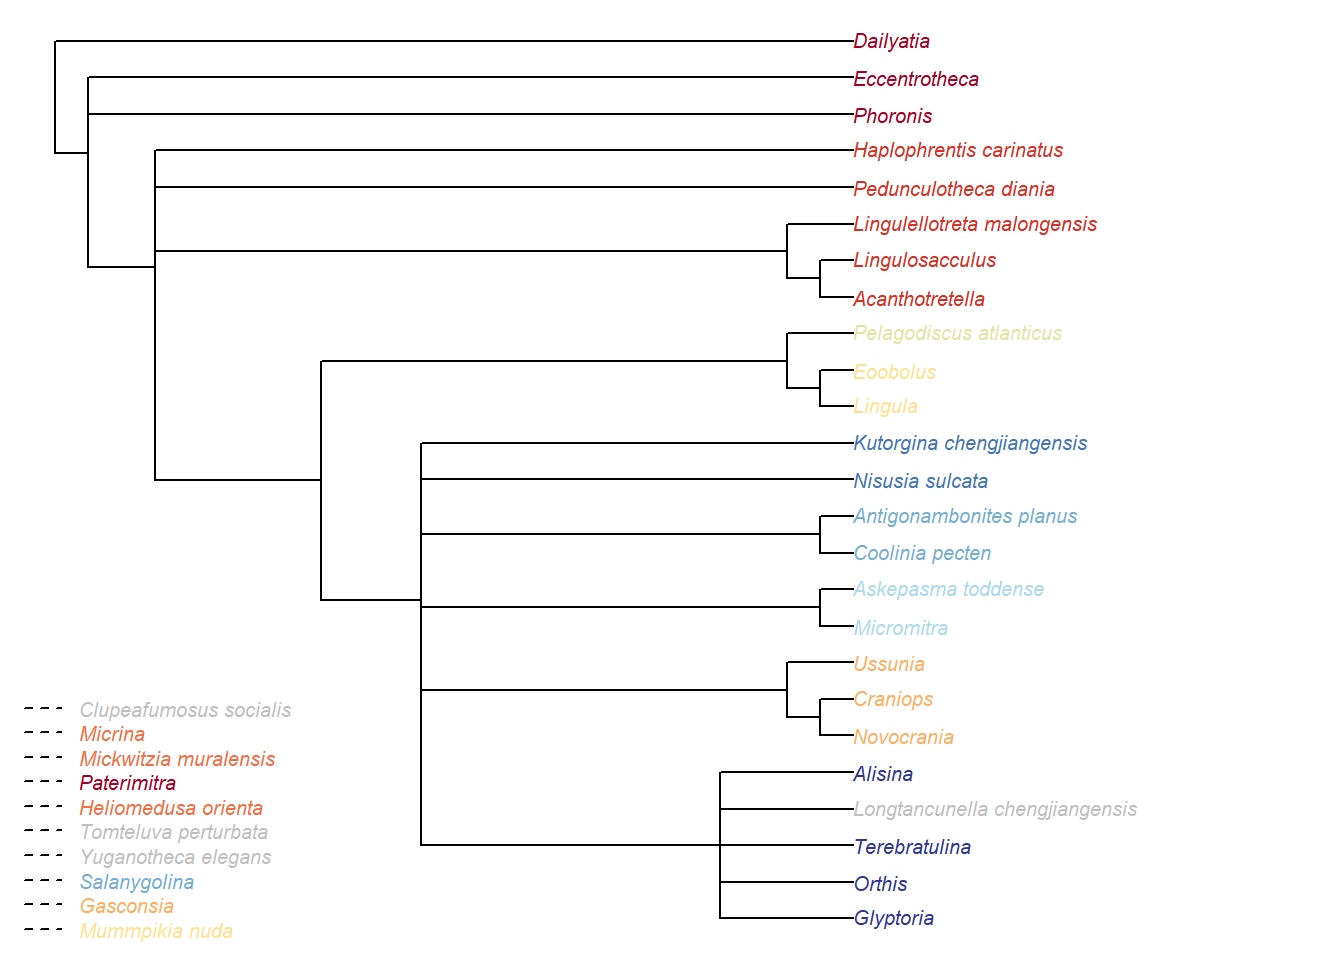 Dailyatia
Eccentrotheca
Phoronis
Haplophrentis carinatus
Pedunculotheca diania
Lingulellotreta malongensis
Lingulosacculus
Acanthotretella
Pelagodiscus atlanticus
Eoobolus
Lingula
Kutorgina chengjiangensis
Nisusia sulcata
Antigonambonites planus
Coolinia pecten
Askepasma toddense
Micromitra
Ussunia
Craniops
Novocrania
Alisina
Longtancunella chengjiangensis
Terebratulina
Orthis
Glyptoria
Clupeafumosus socialis
Micrina
Mickwitzia muralensis
Paterimitra
Heliomedusa orienta
Tomteluva perturbata
Yuganotheca elegans
Salanygolina
Gasconsia
Mummpikia nuda